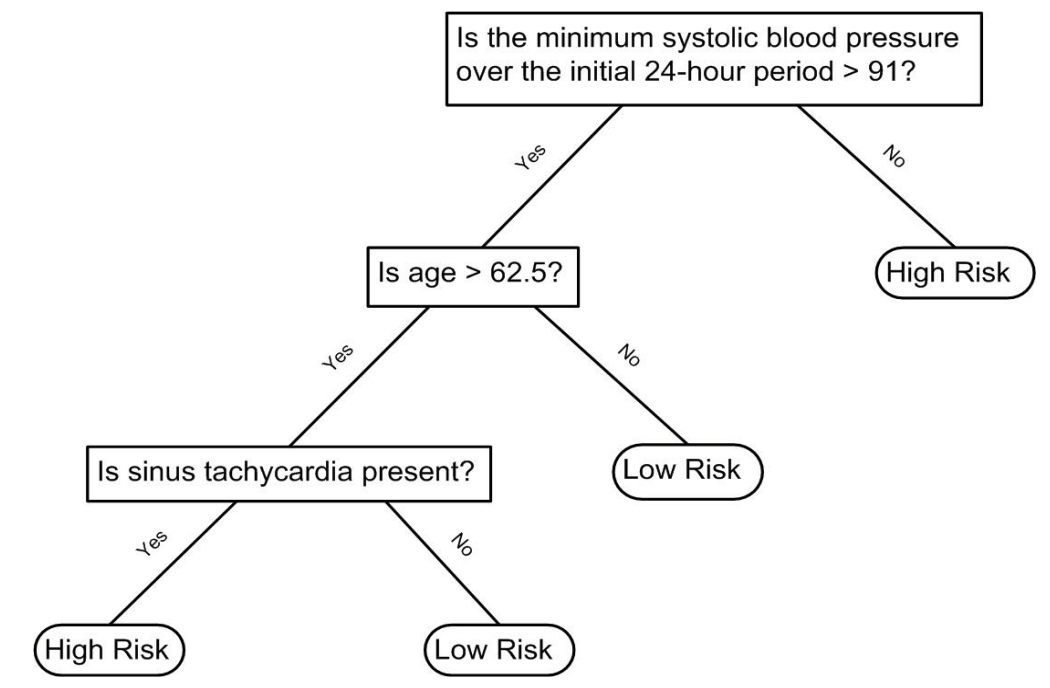 Is the minimum systolic blood pressure
over the initial 24-hour period > 91?
Yes
No
Is age > 62.5?
High Risk
Yes
No
Is sinus tachycardia present?
Low Risk
Yes
No
High Risk
Low Risk